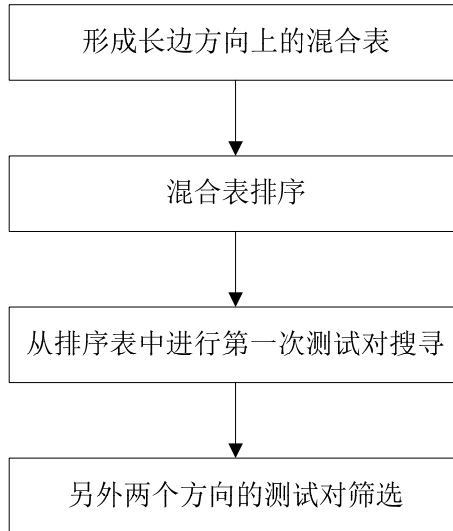 形成长边方向上的混合表
混合表排序
从排序表中进行第一次测试对搜寻
另外两个方向的测试对筛选